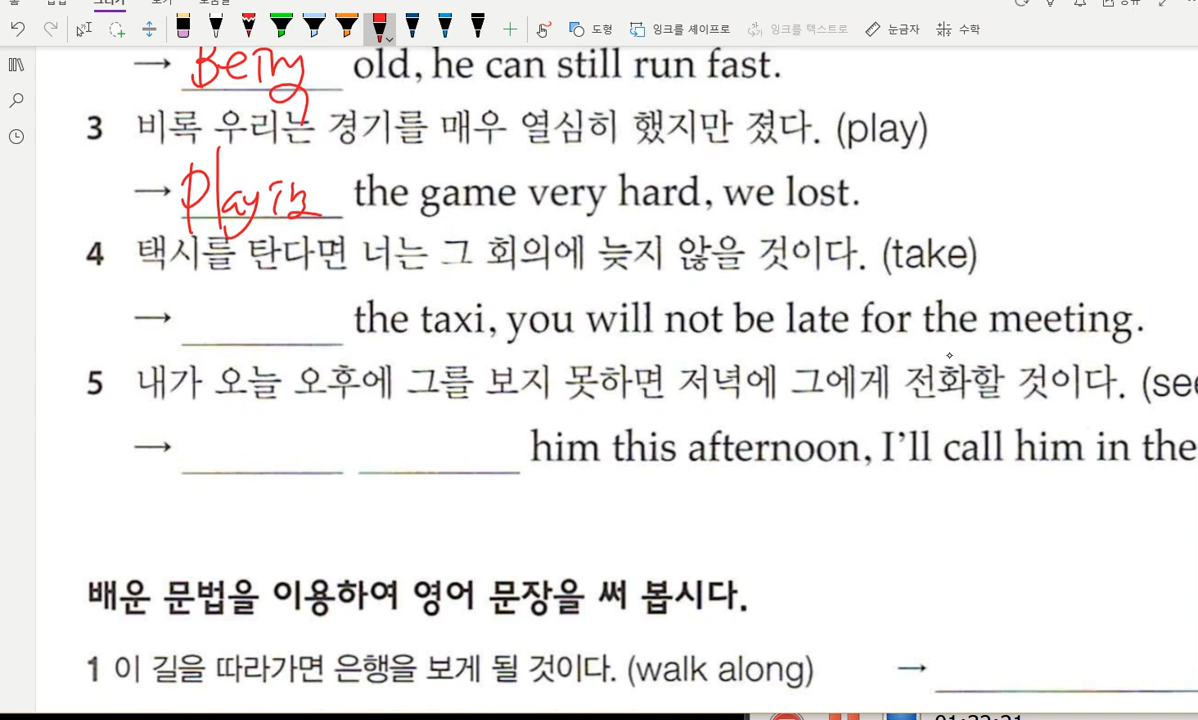 도형 잉크를 셰이프로 잉크를 텍스트로 눈금자 수학
→ Being old, he can still run fast.
3 비록 우리는 경기를 매우 열심히 했지만 졌다. (play)
→ Playing the game very hard, we lost.
4 택시를 탄다면 너는 그 회의에 늦지 않을 것이다. (take)
→ the taxi, you will not be late for the meeting.
5 내가 오늘 오후에 그를 보지 못하면 저녁에 그에게 전화할 것이다. (see
→ him this afternoon, I'll call him in the
배운 문법을 이용하여 영어 문장을 써 봅시다.
1 이 길을 따라가면 은행을 보게 될 것이다. (walk along) →